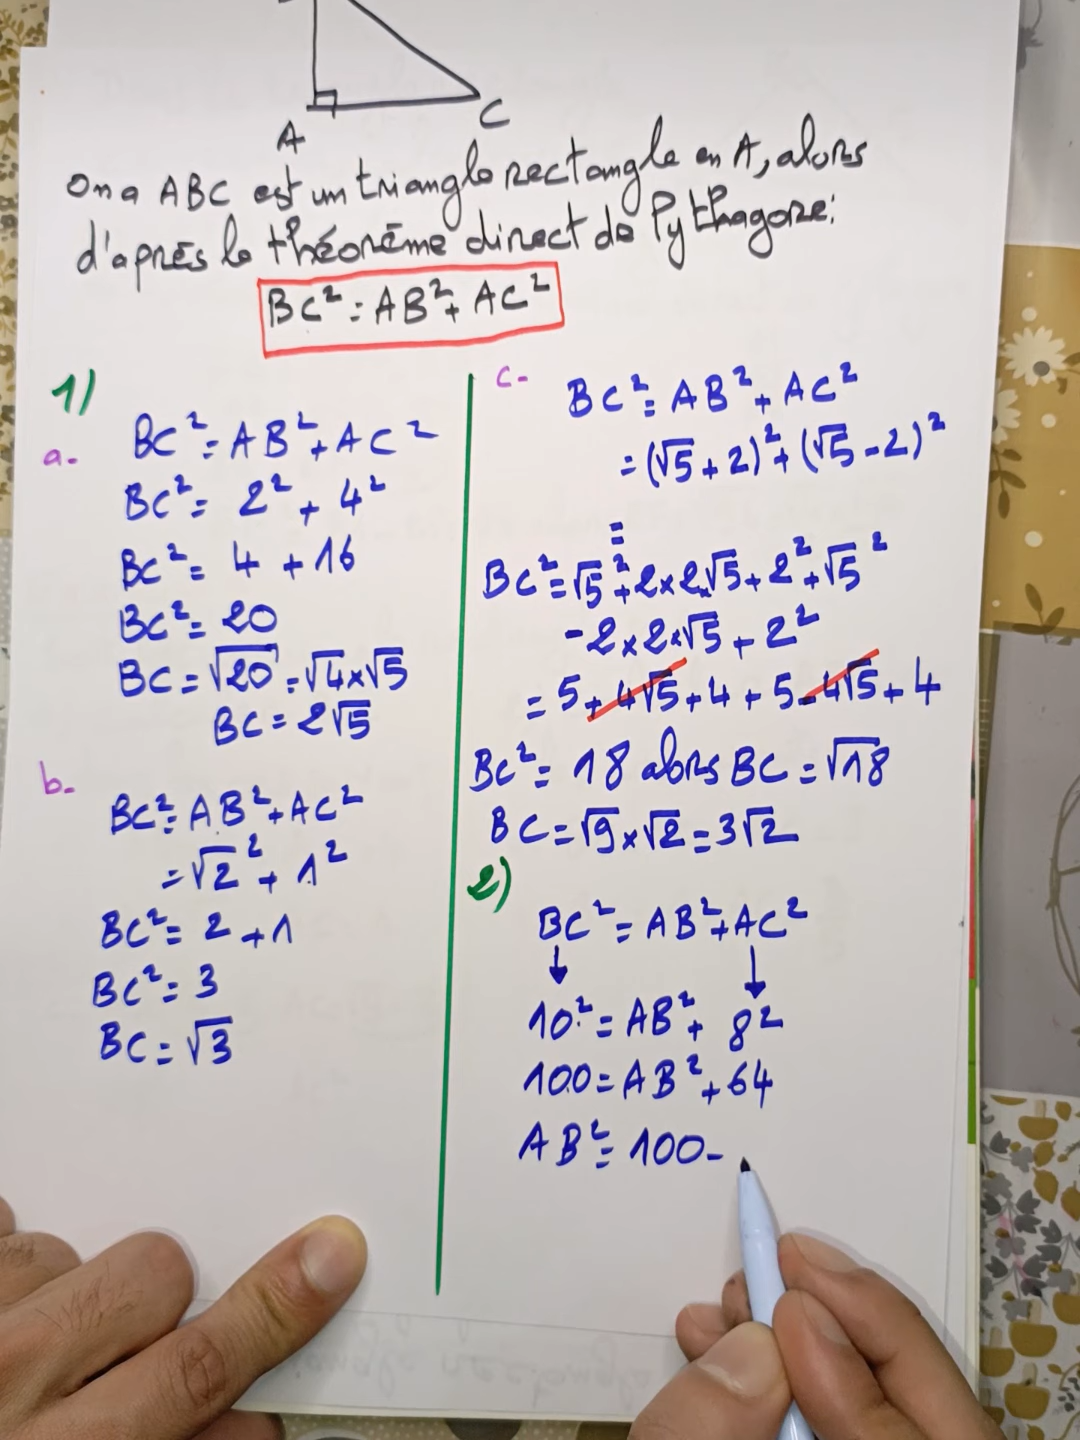 A
C
On a ABC est un triangle rectangle en A, alors
d'après le théorème direct de Pythagore:
BC² = AB² + AC²
1)
a-
BC² = AB² + AC²
BC² = 2² + 4²
BC² = 4 + 16
BC² = 20
BC = √20 = √4×√5
BC = 2√5
b-
BC² = AB² + AC²
= √2² + 1²
BC² = 2 + 1
BC² = 3
BC = √3
c-
BC² = AB² + AC²
= (√5 + 2)² + (√5 - 2)²
=
BC² = √5² + 2×2×√5 + 2² + √5²
- 2×2×√5 + 2²
= 5 + 4√5 + 4 + 5 - 4√5 + 4
BC² = 18 alors BC = √18
BC = √9 × √2 = 3√2
2)
BC² = AB² + AC²
10² = AB² + 8²
100 = AB² + 64
AB² = 100 -